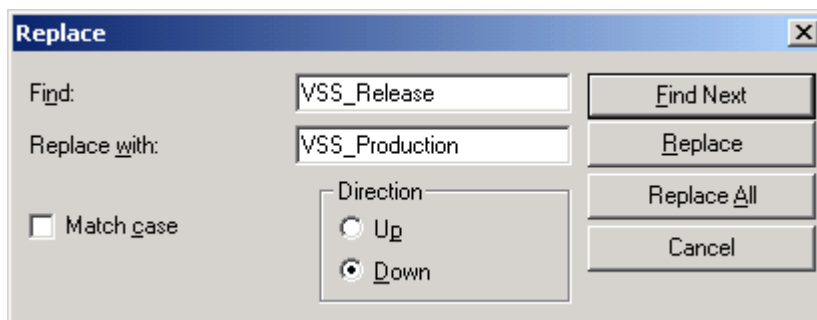 Replace
Find: VSS_Release Find Next
Replace with: VSS_Production Replace
Direction Replace All
Match case Up
Cancel
Down